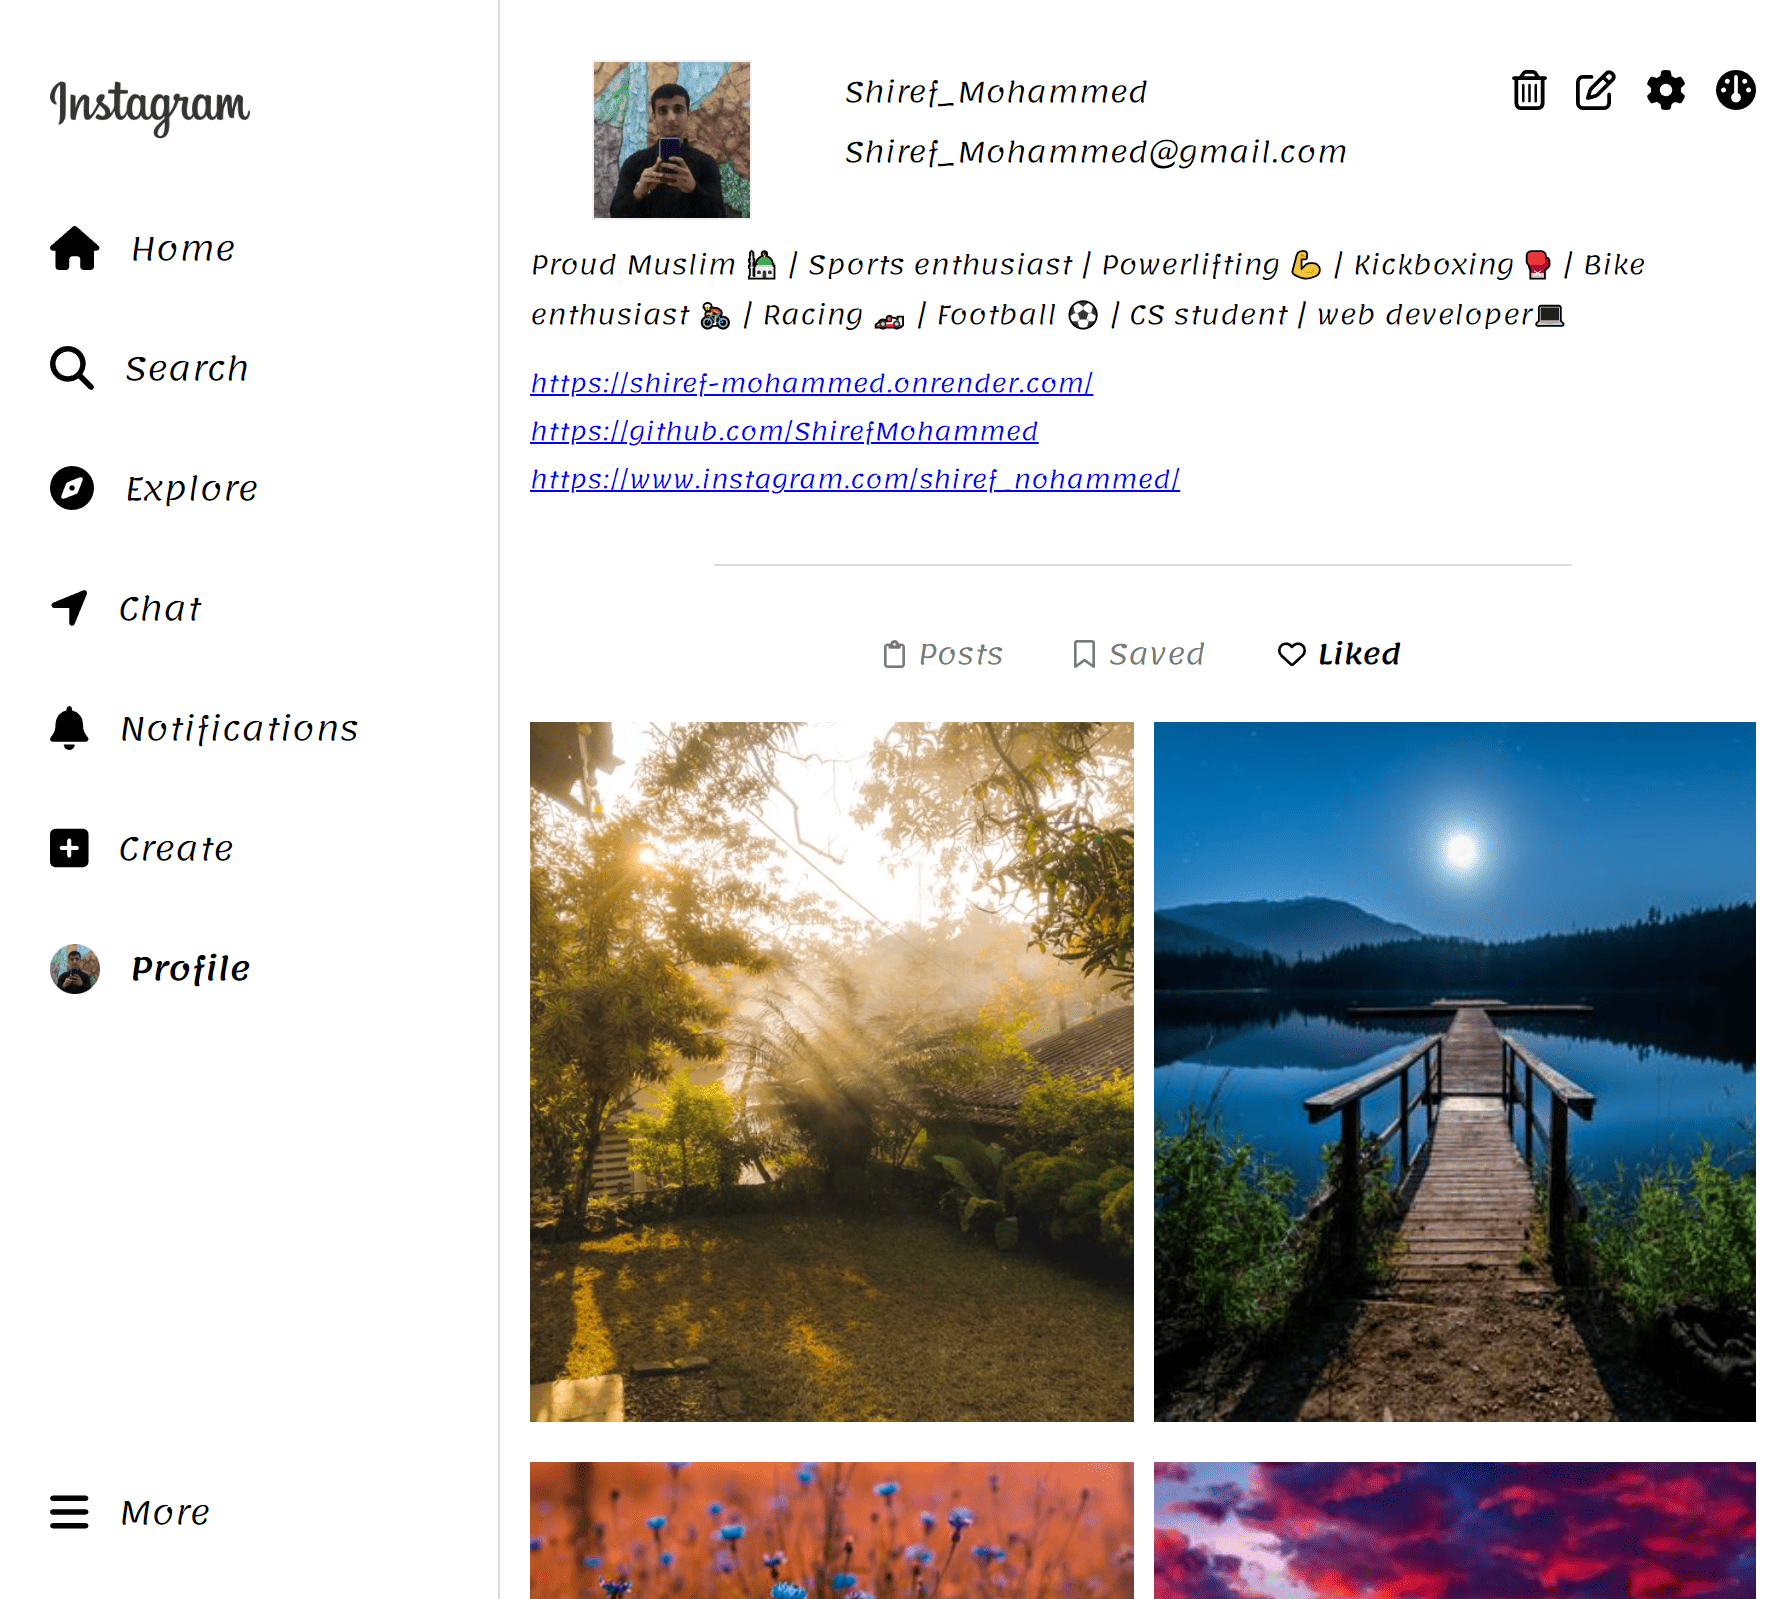 Instagram
Home
Search
Explore
Chat
Notifications
Create
Profile
More
Shiref_Mohammed
Shiref_Mohammed@gmail.com
Proud Muslim 🕌 | Sports enthusiast | Powerlifting 💪 | Kickboxing 🥊 | Bike
enthusiast 🚴 | Racing 🏎️ | Football ⚽ | CS student | web developer💻
https://shiref-mohammed.onrender.com/
https://github.com/ShirefMohammed
https://www.instagram.com/shiref_nohammed/
Posts
Saved
Liked